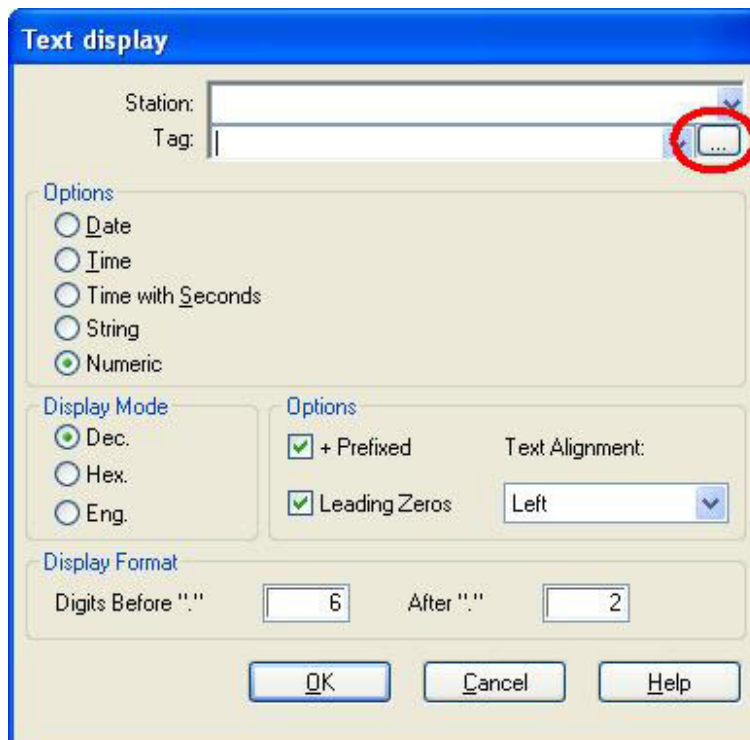 Text display
Station:
Tag: ...
Options
Date
Time
Time with Seconds
String
Numeric
Display Mode
Dec.
Hex.
Eng.
Options
+ Prefixed
Leading Zeros
Text Alignment:
Left
Display Format
Digits Before "." 6 After "." 2
OK Cancel Help